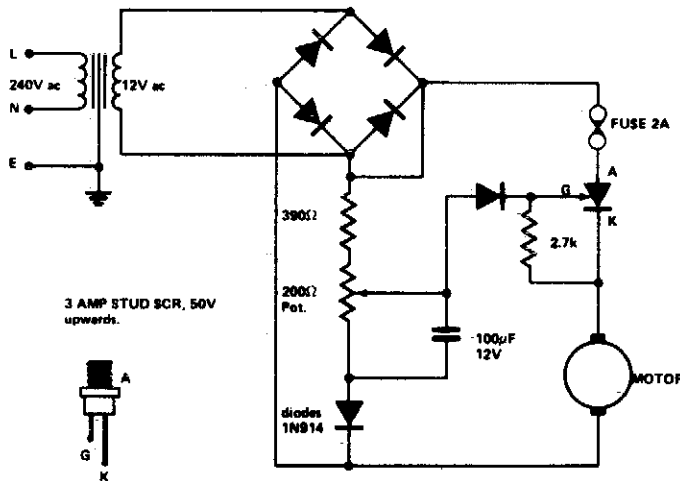 L
240V ac
12V ac
N
E
FUSE 2A
A
G
K
390Ω
2.7k
200Ω
Pot.
3 AMP STUD SCR, 50V
upwards.
100µF
12V
MOTOR
A
diodes
1N914
G
K